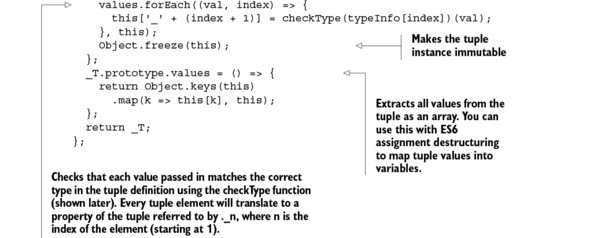 values.forEach((val, index) => {
this['_' + (index + 1)] = checkType(typeInfo[index])(val);
}, this);
Object.freeze(this);
};
_T.prototype.values = () => {
return Object.keys(this)
.map(k => this[k], this);
};
return _T;
};
Makes the tuple
instance immutable
Extracts all values from the
tuple as an array. You can
use this with ES6
assignment destructuring
to map tuple values into
variables.
Checks that each value passed in matches the correct
type in the tuple definition using the checkType function
(shown later). Every tuple element will translate to a
property of the tuple referred to by ._n, where n is the
index of the element (starting at 1).